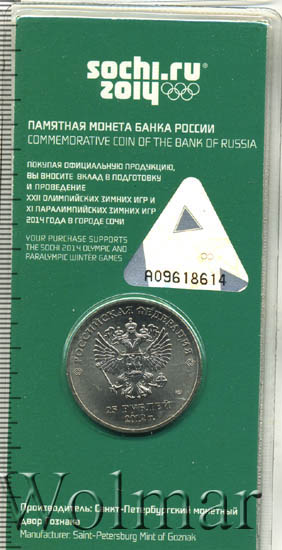 sochi.ru
2014
ПАМЯТНАЯ МОНЕТА БАНКА РОССИИ
COMMEMORATIVE COIN OF THE BANK OF RUSSIA
ПОКУПАЯ ОФИЦИАЛЬНУЮ ПРОДУКЦИЮ,
ВЫ ВНОСИТЕ ВКЛАД В ПОДГОТОВКУ
И ПРОВЕДЕНИЕ
XXII ОЛИМПИЙСКИХ ЗИМНИХ ИГР И
XI ПАРАЛИМПИЙСКИХ ЗИМНИХ ИГР
2014 ГОДА В ГОРОДЕ СОЧИ
YOUR PURCHASE SUPPORTS
THE SOCHI 2014 OLYMPIC AND
PARALYMPIC WINTER GAMES
A09618614
РОССИЙСКАЯ ФЕДЕРАЦИЯ
25 РУБЛЕЙ
Производитель: Санкт-Петербургский монетный
двор Гознака
Manufacturer: Saint-Petersburg Mint of Goznak
Wolmar